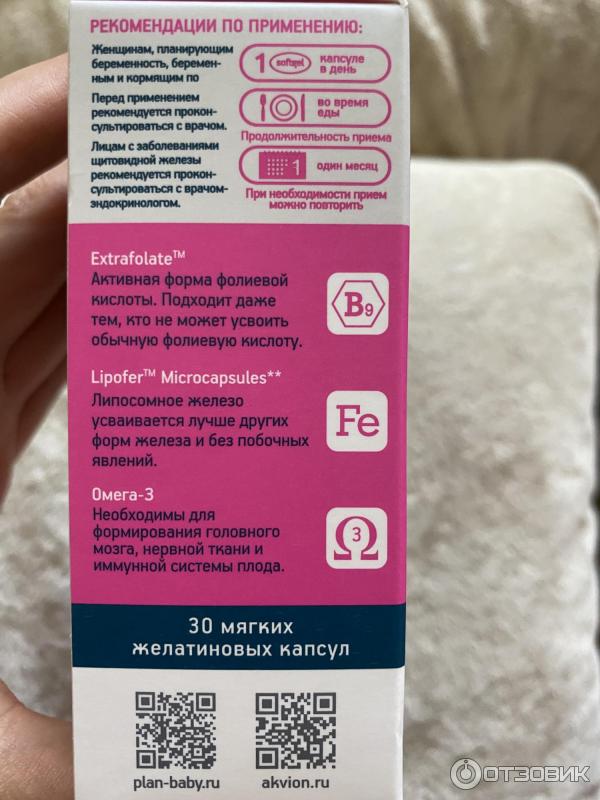 РЕКОМЕНДАЦИИ ПО ПРИМЕНЕНИЮ:
Женщинам, планирующим
беременность, беремен-
ным и кормящим по
1 softgel капсуле
в день
Перед применением
рекомендуется прокон-
сультироваться с врачом.
во время
еды
Продолжительность приема
Лицам с заболеваниями
щитовидной железы
рекомендуется прокон-
сультироваться с врачом-
эндокринологом.
1 один месяц
При необходимости прием
можно повторить
Extrafolate™
Активная форма фолиевой
кислоты. Подходит даже
тем, кто не может усвоить
обычную фолиевую кислоту.
B9
Lipofer™ Microcapsules**
Липосомное железо
усваивается лучше других
форм железа и без побочных
явлений.
Fe
Омега-3
Необходимы для
формирования головного
мозга, нервной ткани и
иммунной системы плода.
Ω 3
30 мягких
желатиновых капсул
plan-baby.ru
akvion.ru
ОТЗОВИК